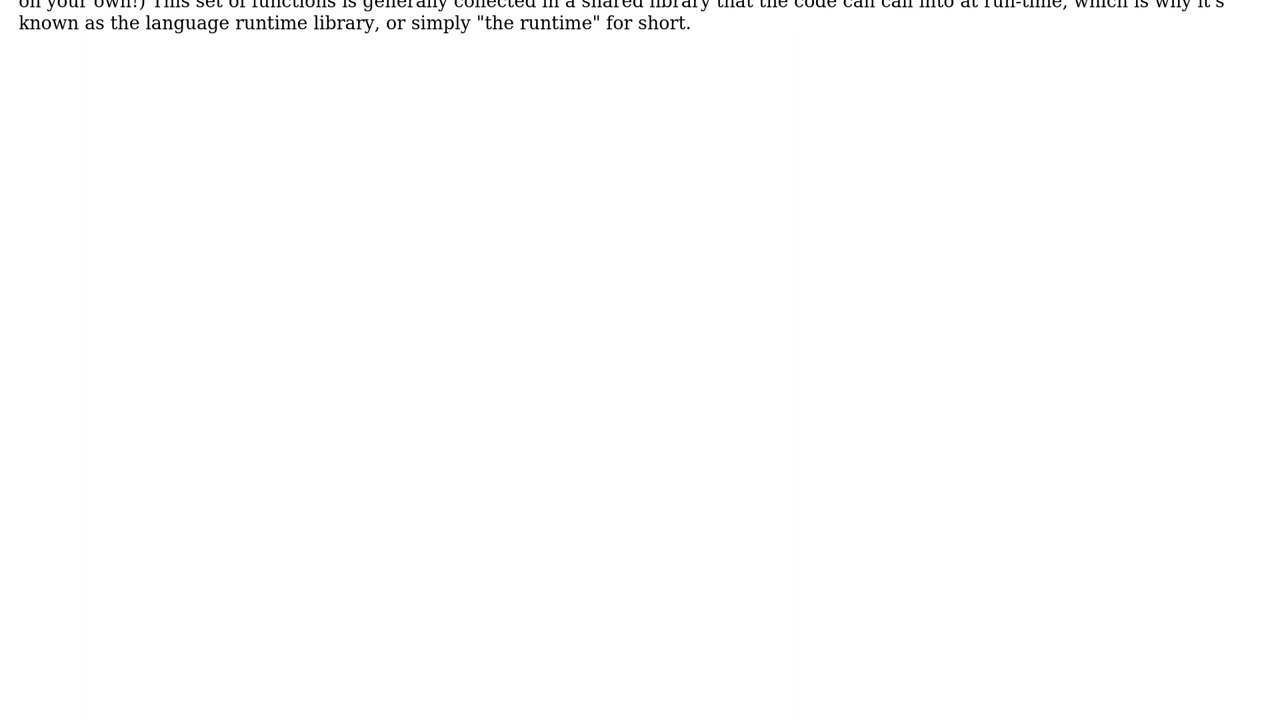 on your own!) This set of functions is generally collected in a shared library that the code can call into at run-time, which is why it's
known as the language runtime library, or simply "the runtime" for short.